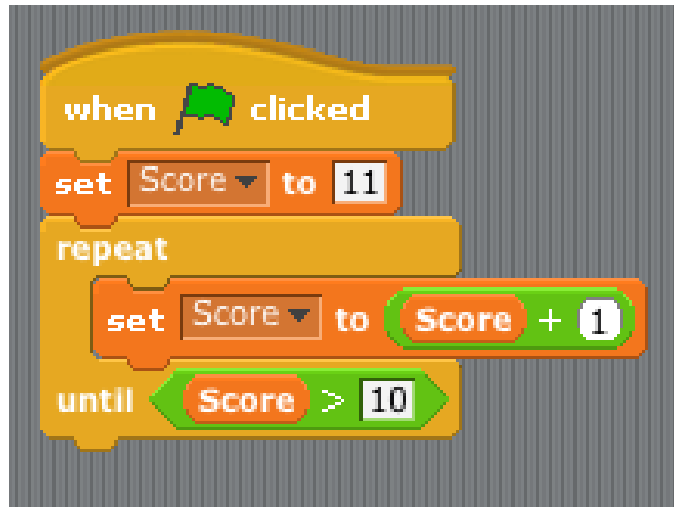 when clicked
set Score to 11
repeat
set Score to Score + 1
until Score > 10